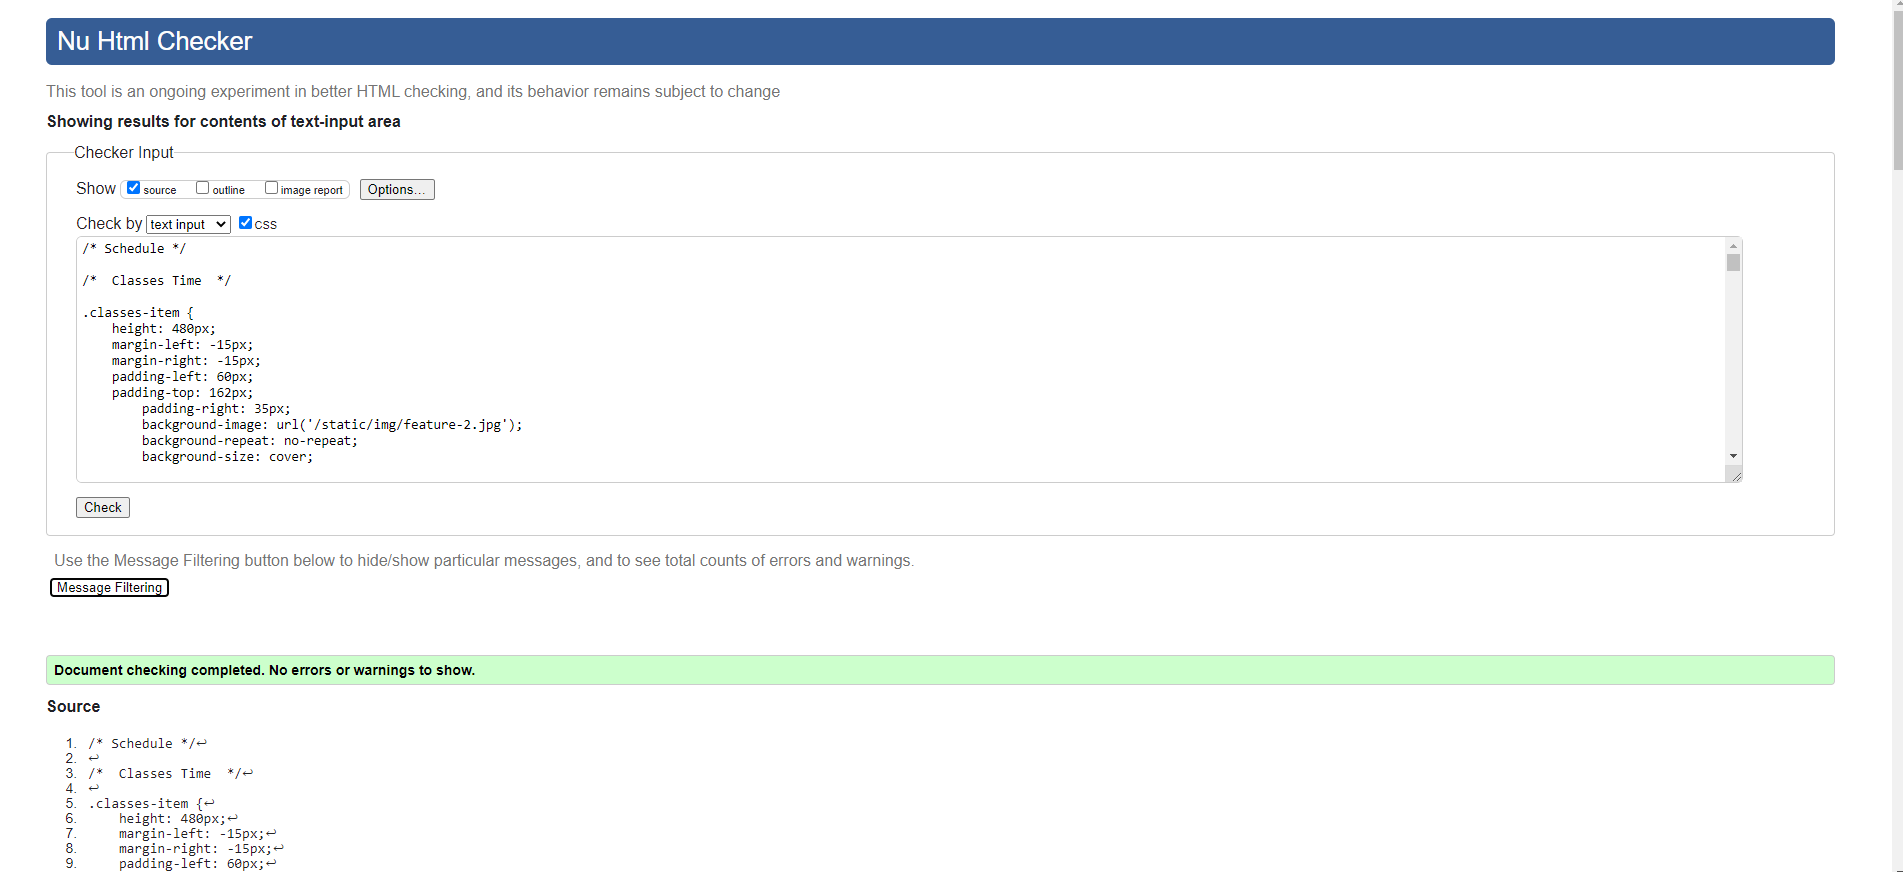 Nu Html Checker
This tool is an ongoing experiment in better HTML checking, and its behavior remains subject to change
Showing results for contents of text-input area
Checker Input
Show source outline image report Options...
Check by text input css
/* Schedule */
/*  Classes Time  */
.classes-item {
    height: 480px;
    margin-left: -15px;
    margin-right: -15px;
    padding-left: 60px;
    padding-top: 162px;
        padding-right: 35px;
        background-image: url('/static/img/feature-2.jpg');
        background-repeat: no-repeat;
        background-size: cover;
Check
Use the Message Filtering button below to hide/show particular messages, and to see total counts of errors and warnings.
Message Filtering
Document checking completed. No errors or warnings to show.
Source
1. /* Schedule */↩
2. ↩
3. /*  Classes Time  */↩
4. ↩
5. .classes-item {↩
6.     height: 480px;↩
7.     margin-left: -15px;↩
8.     margin-right: -15px;↩
9.     padding-left: 60px;↩